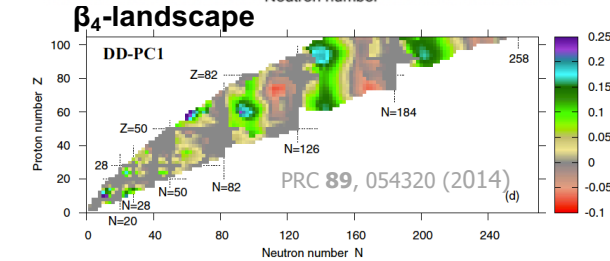 Neutron number
β₄-landscape
DD-PC1
100
80
60
40
20
0
Proton number Z
Z=82
Z=50
28
N=20
N=28
N=50
N=82
N=126
N=184
258
PRC 89, 054320 (2014)
(d)
0
40
80
120
160
200
240
Neutron number N
0.25
0.2
0.15
0.1
0.05
0
-0.05
-0.1